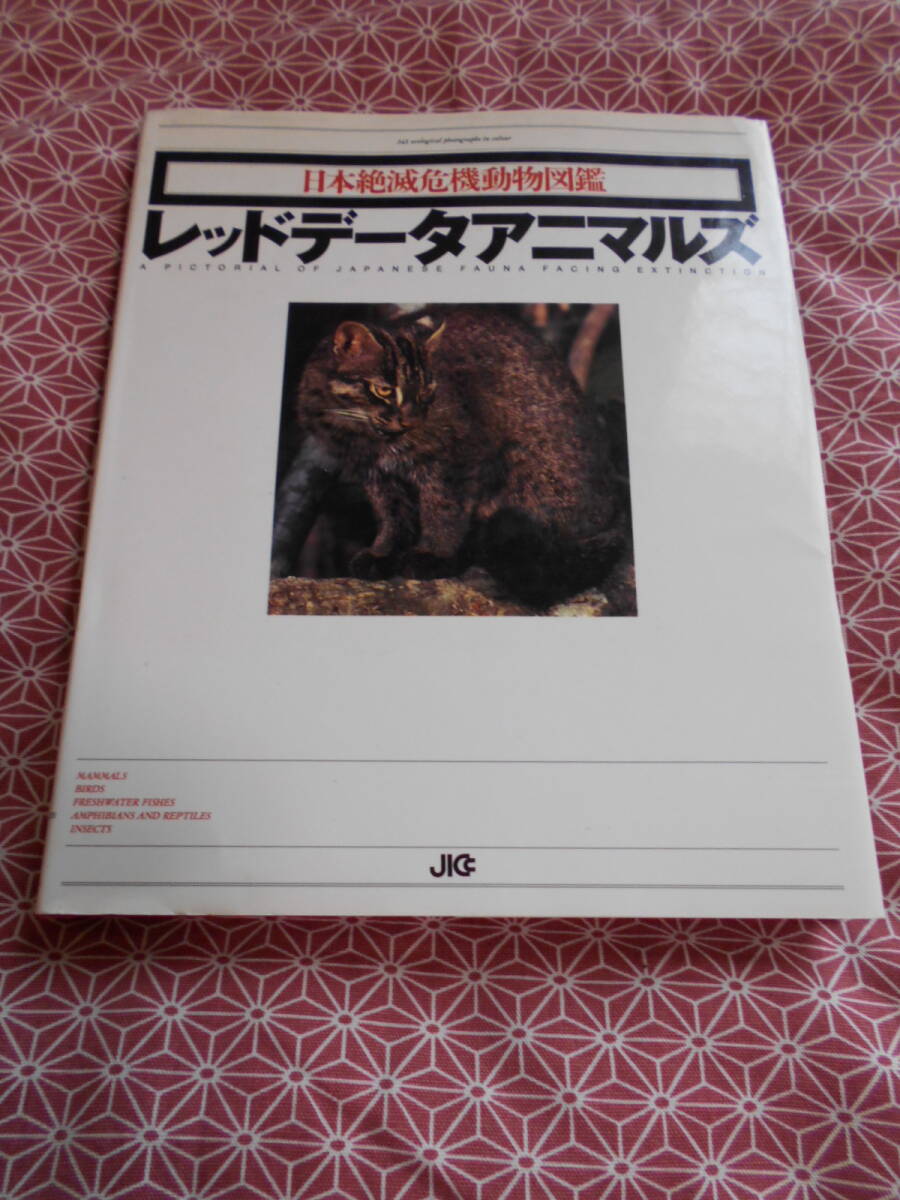 ecological photographs in colour
日本絶滅危機動物図鑑
レッドデータアニマルズ
A PICTORIAL OF JAPANESE FAUNA FACING EXTINCTION
MAMMALS
BIRDS
FRESHWATER FISHES
AMPHIBIANS AND REPTILES
INSECTS
JICC